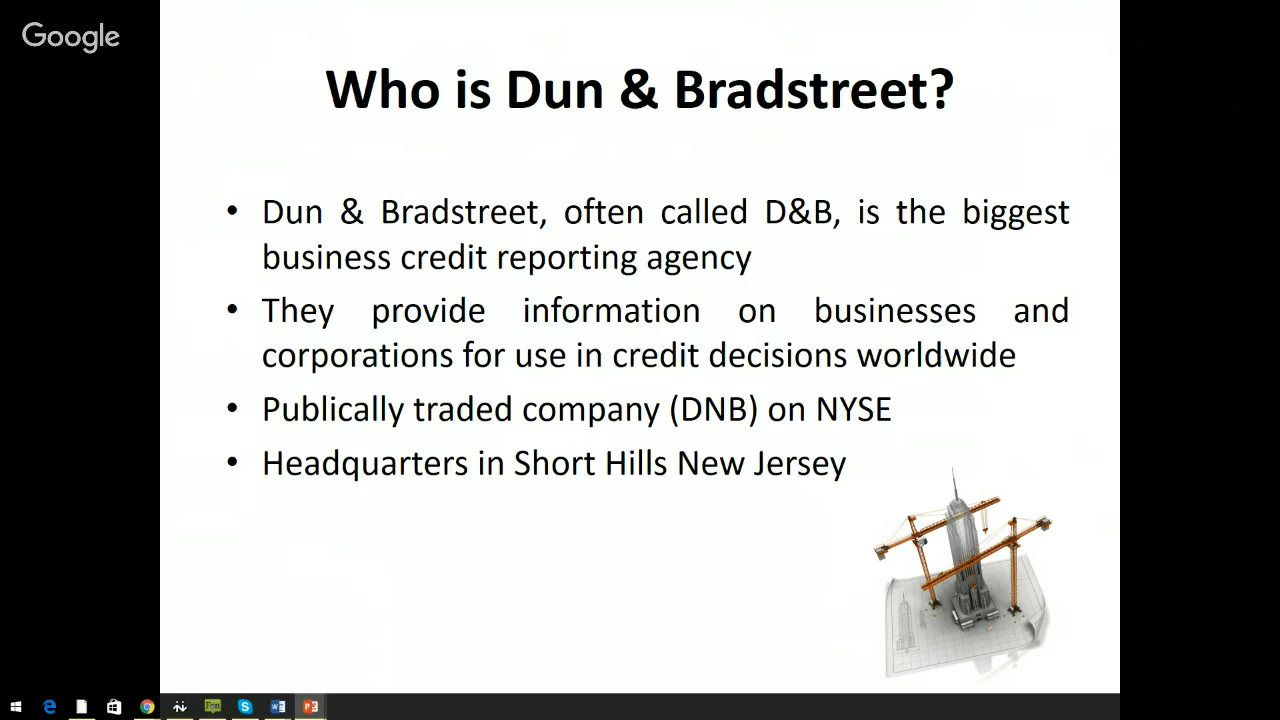 Google
Who is Dun & Bradstreet?
• Dun & Bradstreet, often called D&B, is the biggest
business credit reporting agency
• They provide information on businesses and
corporations for use in credit decisions worldwide
• Publically traded company (DNB) on NYSE
• Headquarters in Short Hills New Jersey